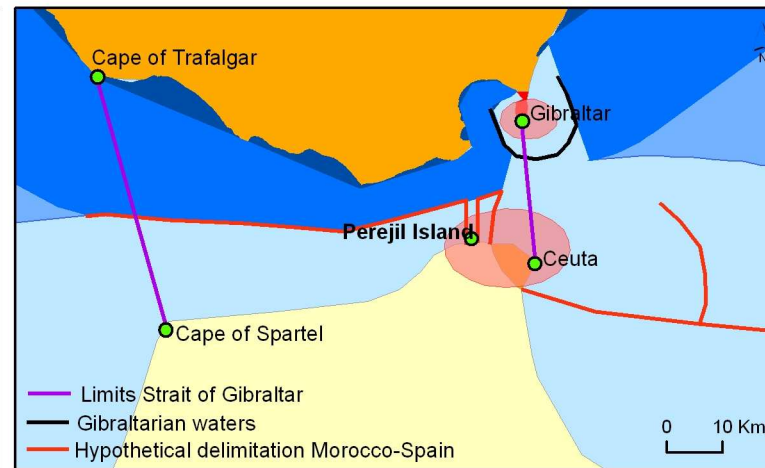 Cape of Trafalgar
N
Gibraltar
Perejil Island
Ceuta
Cape of Spartel
Limits Strait of Gibraltar
Gibraltarian waters
Hypothetical delimitation Morocco-Spain
0 10 Km